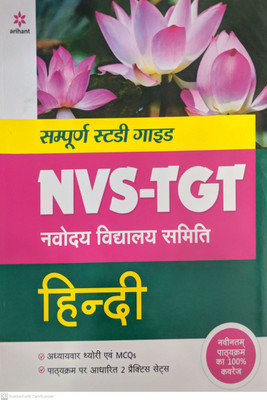 arihant
सम्पूर्ण स्टडी गाइड
NVS-TGT
नवोदय विद्यालय समिति
हिन्दी
अध्यायवार थ्योरी एवं MCQs
पाठ्यक्रम पर आधारित 2 प्रैक्टिस सेट्स
नवीनतम्
पाठ्यक्रम
का 100%
कवरेज